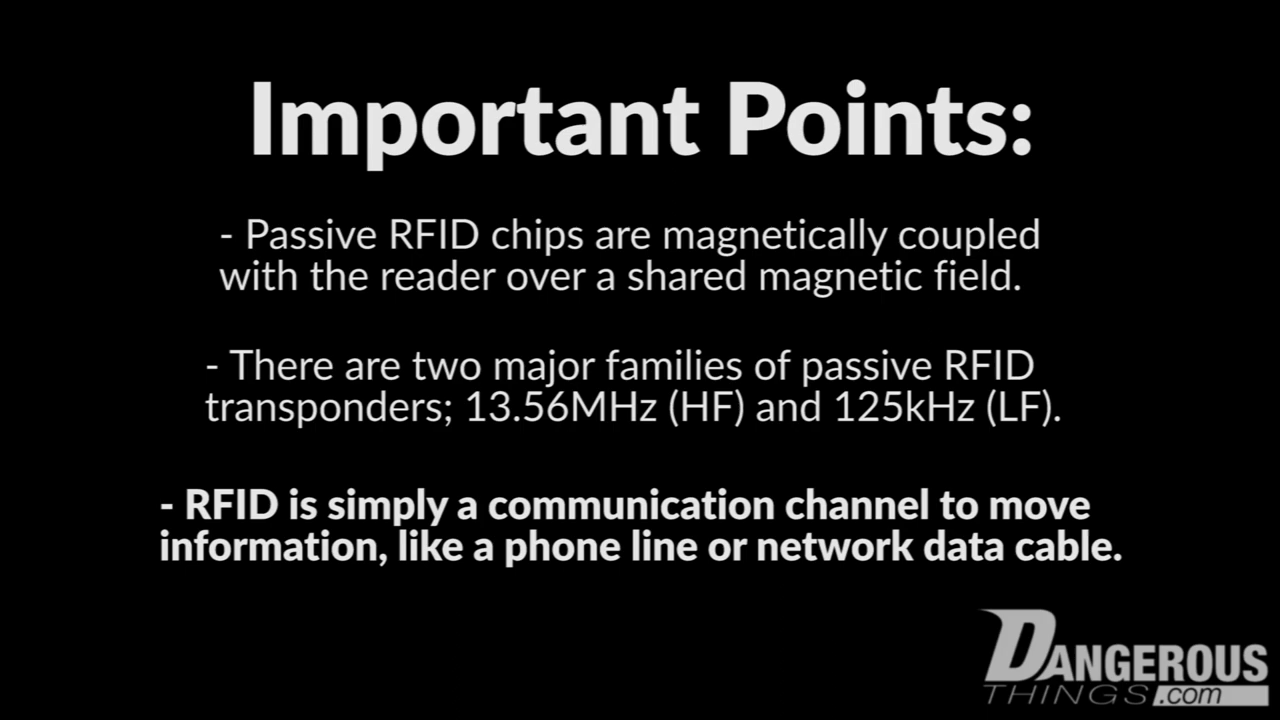 Important Points:
- Passive RFID chips are magnetically coupled
with the reader over a shared magnetic field.
- There are two major families of passive RFID
transponders; 13.56MHz (HF) and 125kHz (LF).
- RFID is simply a communication channel to move
information, like a phone line or network data cable.
DANGEROUS
THINGS.com